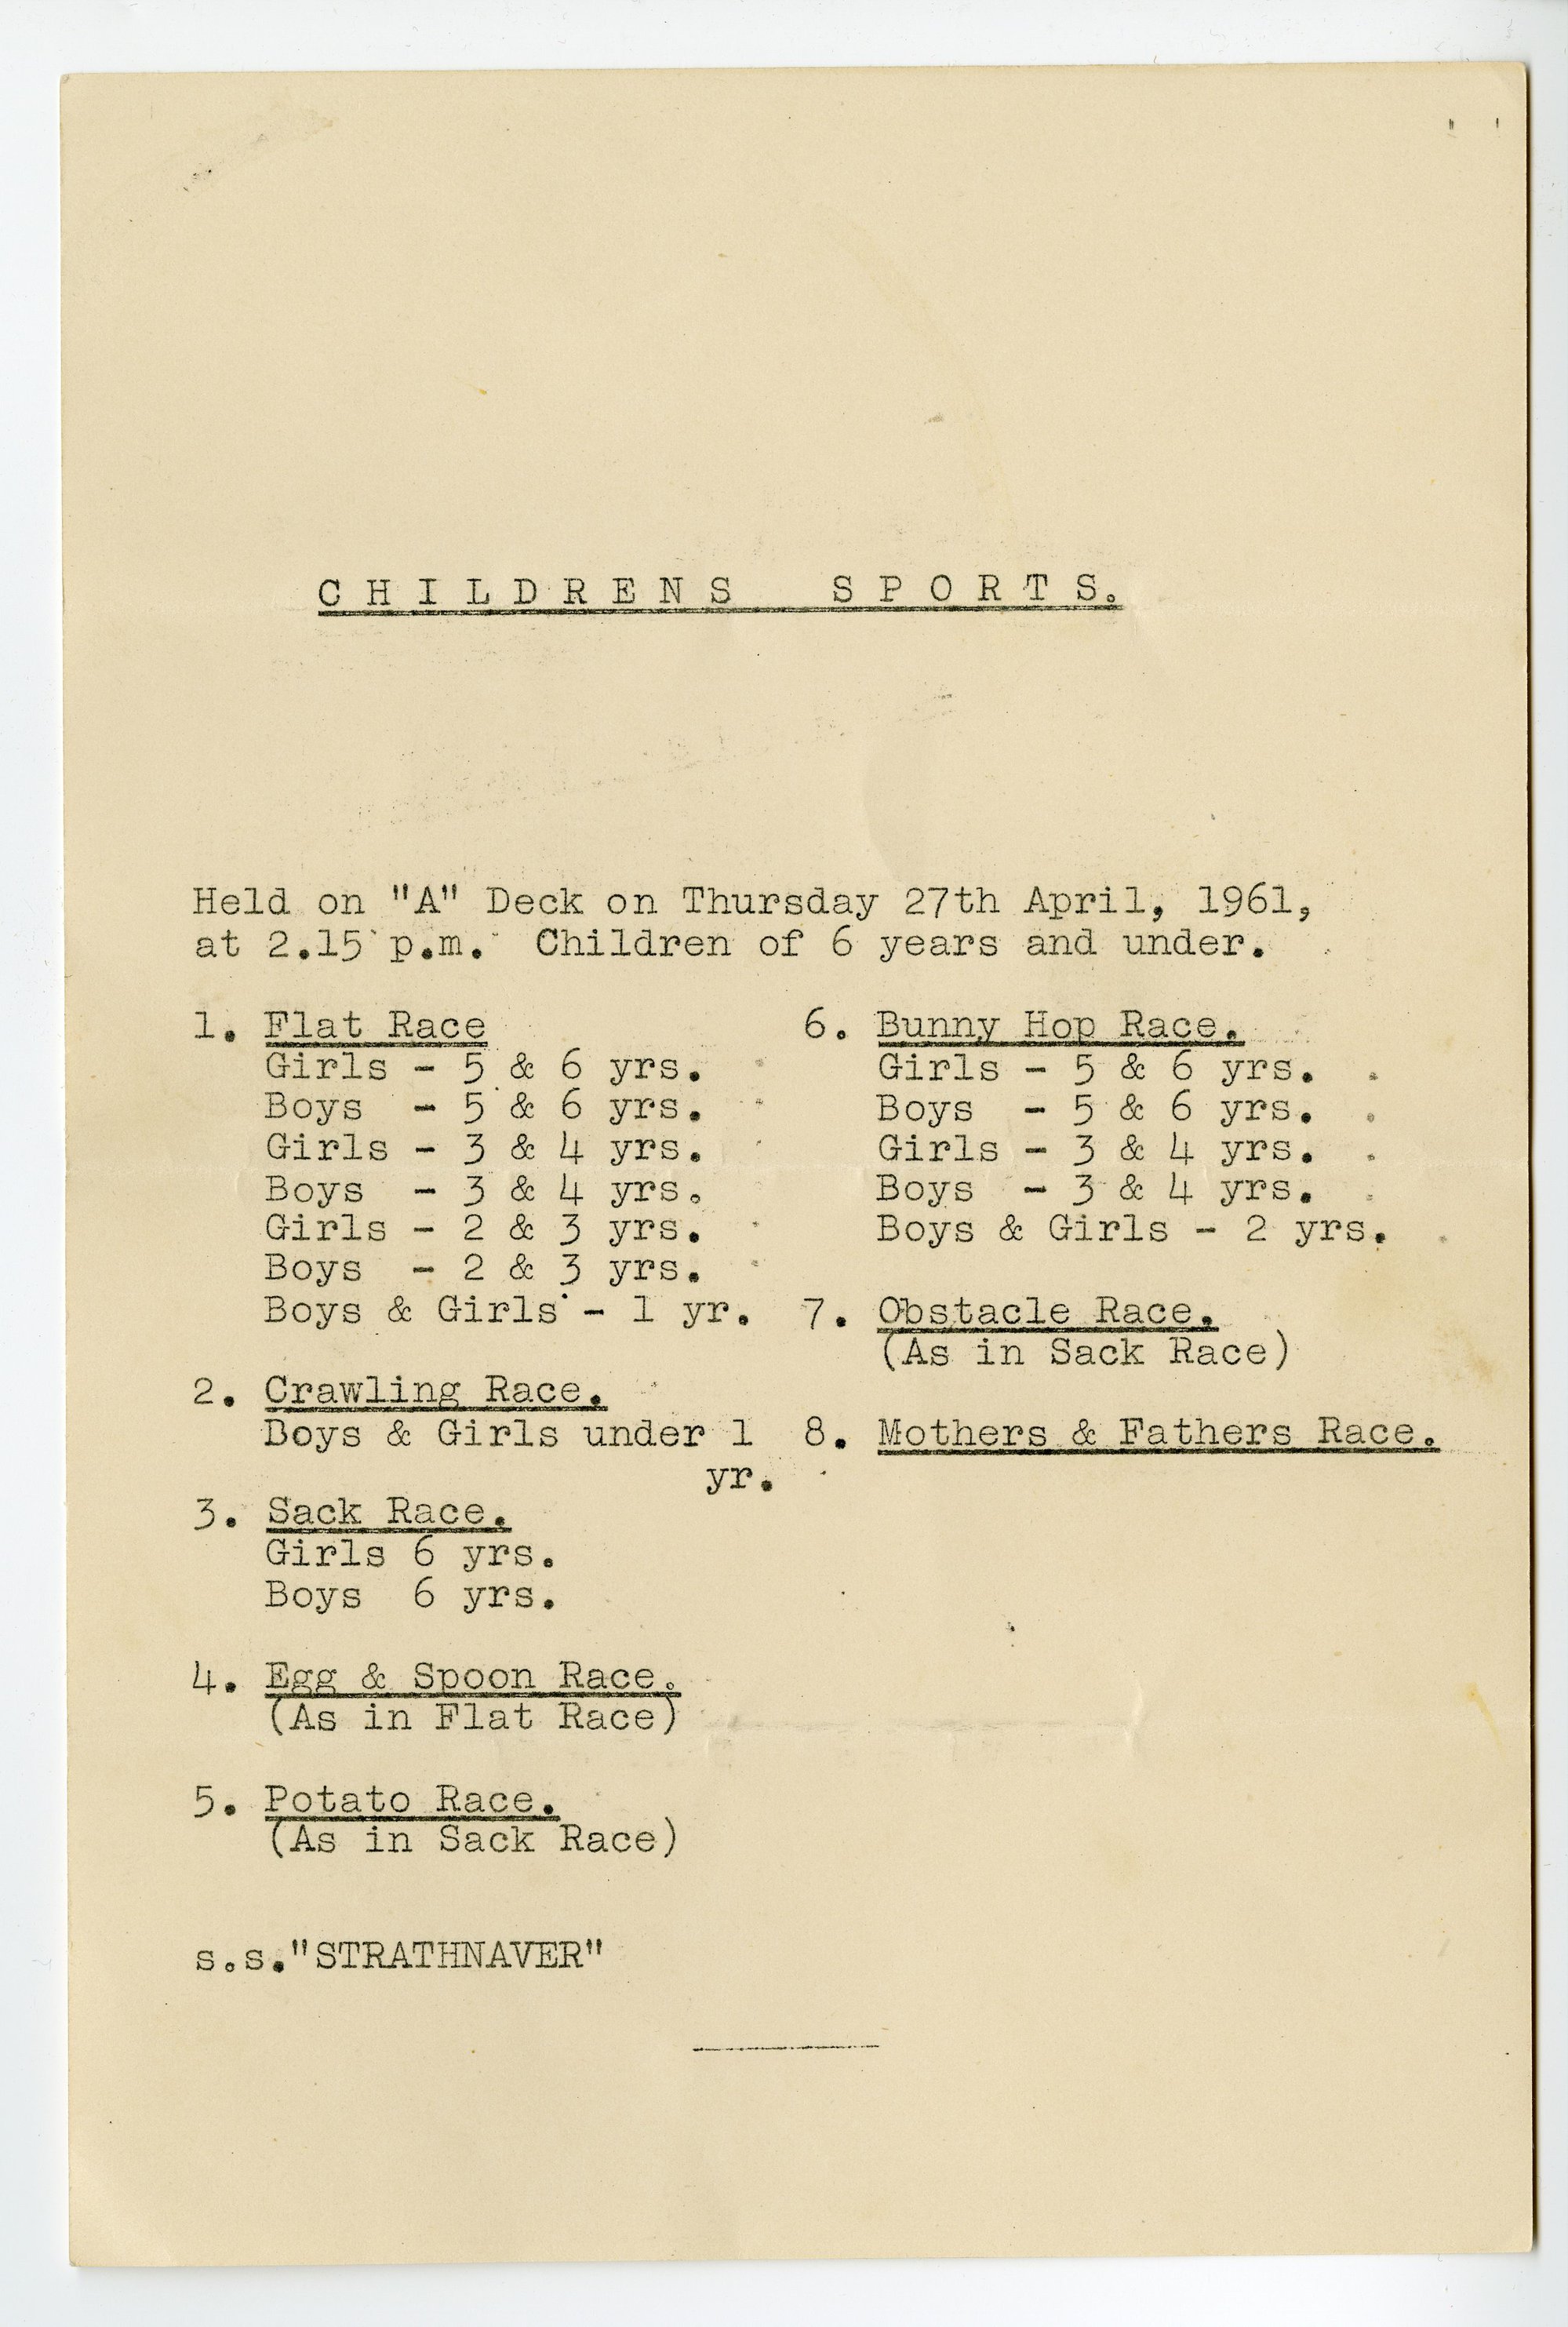 C H I L D R E N S   S P O R T S.
Held on "A" Deck on Thursday 27th April, 1961,
at 2.15 p.m.  Children of 6 years and under.
1. Flat Race
Girls - 5 & 6 yrs.
Boys  - 5 & 6 yrs.
Girls - 3 & 4 yrs.
Boys  - 3 & 4 yrs.
Girls - 2 & 3 yrs.
Boys  - 2 & 3 yrs.
Boys & Girls - 1 yr.
2. Crawling Race.
Boys & Girls under 1
yr.
3. Sack Race.
Girls 6 yrs.
Boys  6 yrs.
4. Egg & Spoon Race.
(As in Flat Race)
5. Potato Race.
(As in Sack Race)
6. Bunny Hop Race.
Girls - 5 & 6 yrs.
Boys  - 5 & 6 yrs.
Girls - 3 & 4 yrs.
Boys  - 3 & 4 yrs.
Boys & Girls - 2 yrs.
7. Obstacle Race.
(As in Sack Race)
8. Mothers & Fathers Race.
s.s."STRATHNAVER"